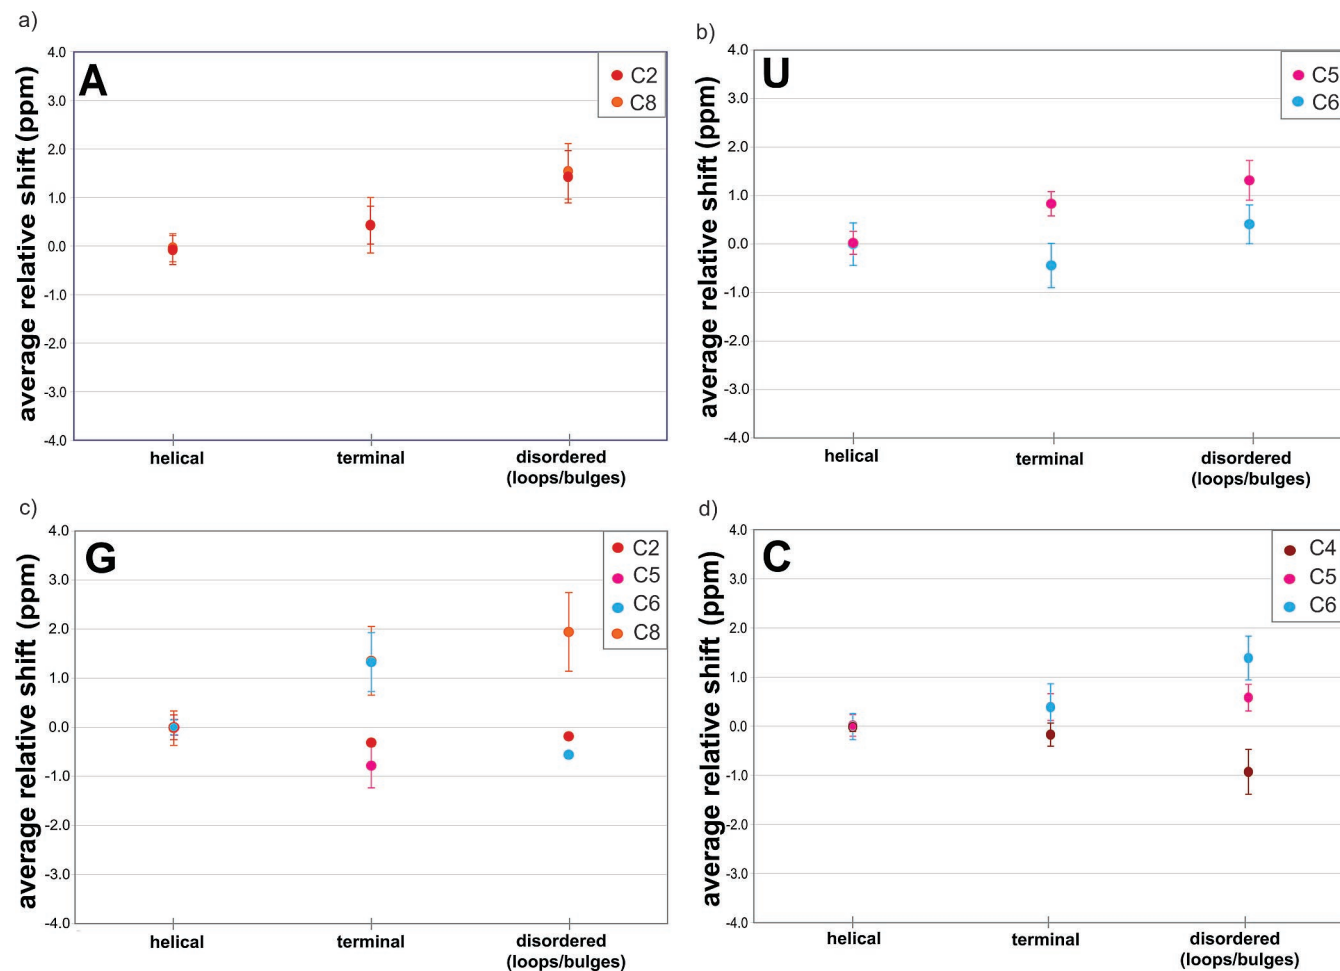 a)
A
C2
C8
4.0
3.0
2.0
1.0
0.0
-1.0
-2.0
-3.0
-4.0
average relative shift (ppm)
helical
terminal
disordered
(loops/bulges)
b)
U
C5
C6
4.0
3.0
2.0
1.0
0.0
-1.0
-2.0
-3.0
-4.0
average relative shift (ppm)
helical
terminal
disordered
(loops/bulges)
c)
G
C2
C5
C6
C8
4.0
3.0
2.0
1.0
0.0
-1.0
-2.0
-3.0
-4.0
average relative shift (ppm)
helical
terminal
disordered
(loops/bulges)
d)
C
C4
C5
C6
4.0
3.0
2.0
1.0
0.0
-1.0
-2.0
-3.0
-4.0
average relative shift (ppm)
helical
terminal
disordered
(loops/bulges)